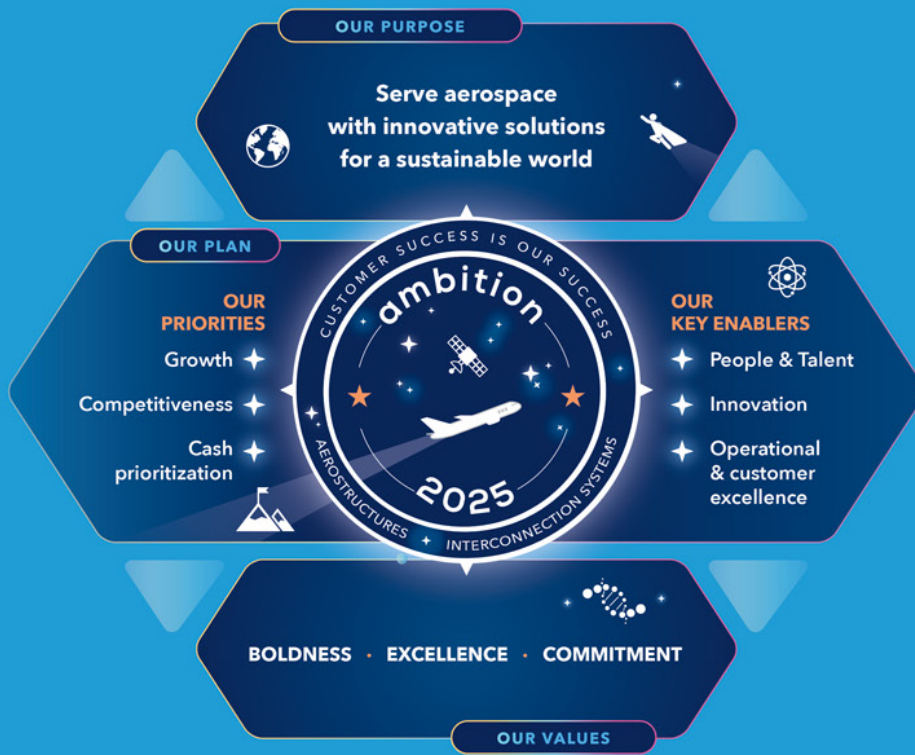 OUR PURPOSE
Serve aerospace
with innovative solutions
for a sustainable world
OUR PLAN
OUR
PRIORITIES
Growth
Competitiveness
Cash
prioritization
CUSTOMER SUCCESS IS OUR SUCCESS
ambition
2025
AEROSTRUCTURES
INTERCONNECTION SYSTEMS
OUR
KEY ENABLERS
People & Talent
Innovation
Operational
& customer
excellence
BOLDNESS · EXCELLENCE · COMMITMENT
OUR VALUES